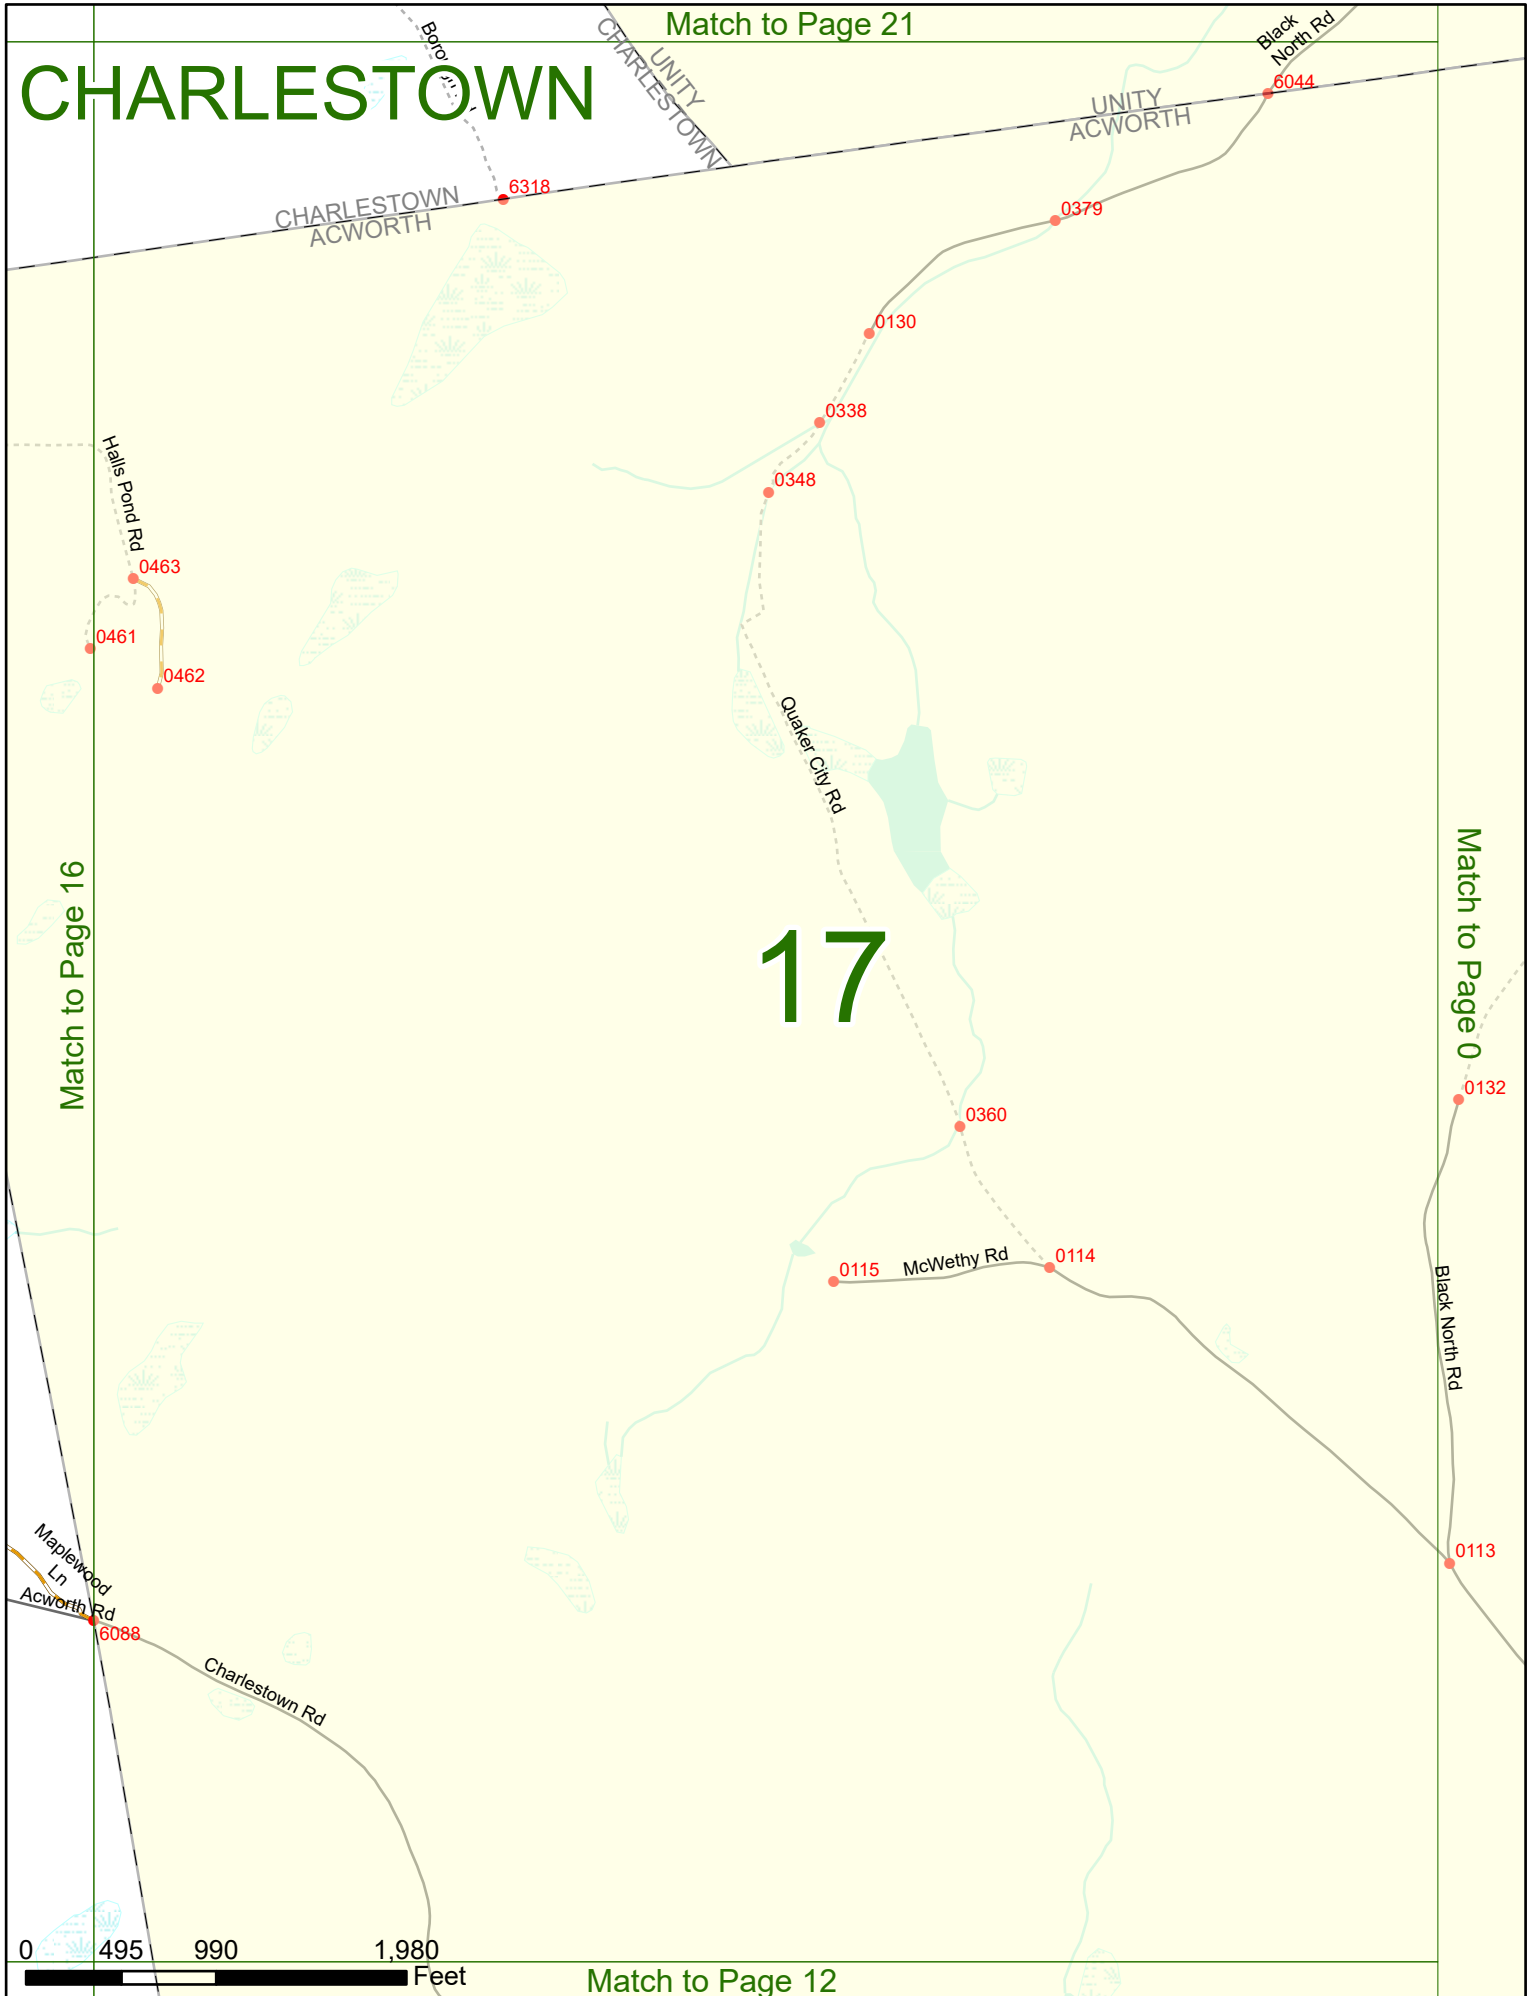 Match to Page 21
Black
North Rd
CHARLESTOWN
UNITY
CHARLESTOWN
6044
UNITY
ACWORTH
6318
CHARLESTOWN
ACWORTH
0379
0130
0338
Halls Pond Rd
0348
0463
0461
0462
Quaker City Rd
Match to Page 16
17
Match to Page 0
0132
0360
0114
McWethy Rd
0115
Black North Rd
0113
Maplewood
Ln
Acworth Rd
6088
Charlestown Rd
0 495 990 1,980
Feet
Match to Page 12